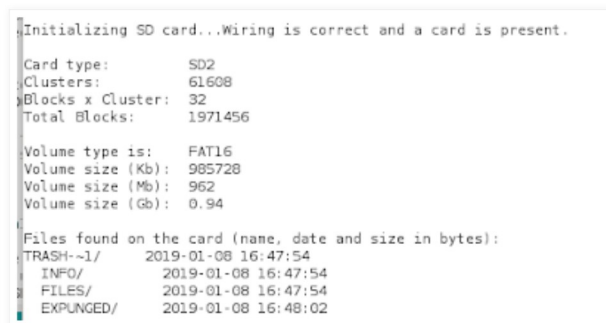 Initializing SD card...Wiring is correct and a card is present.
Card type: SD2
Clusters: 61608
Blocks x Cluster: 32
Total Blocks: 1971456
Volume type is: FAT16
Volume size (Kb): 985728
Volume size (Mb): 962
Volume size (Gb): 0.94
Files found on the card (name, date and size in bytes):
TRASH-~1/ 2019-01-08 16:47:54
INFO/ 2019-01-08 16:47:54
FILES/ 2019-01-08 16:47:54
EXPUNGED/ 2019-01-08 16:48:02